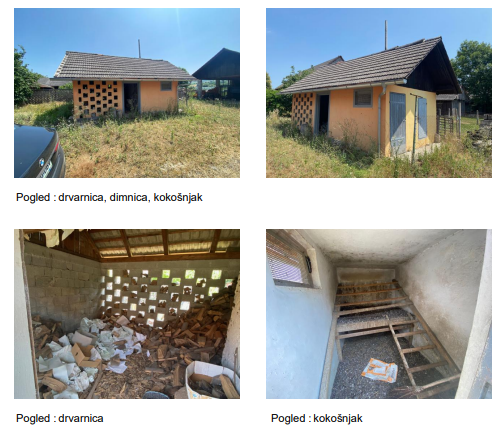 Pogled : drvarnica, dimnica, kokošnjak
Pogled : drvarnica
Pogled : kokošnjak